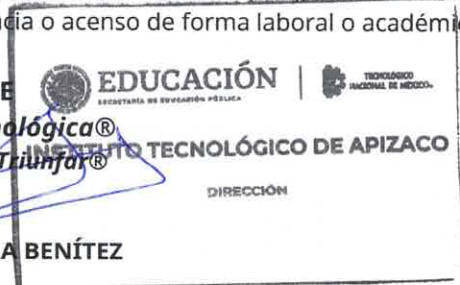 cia o acenso de forma laboral o académi
E
EDUCACIÓN
SECRETARÍA DE EDUCACIÓN PÚBLICA
TECNOLÓGICO
NACIONAL DE MÉXICO
nológica®
Triunfar®
INSTITUTO TECNOLÓGICO DE APIZACO
DIRECCIÓN
A BENÍTEZ